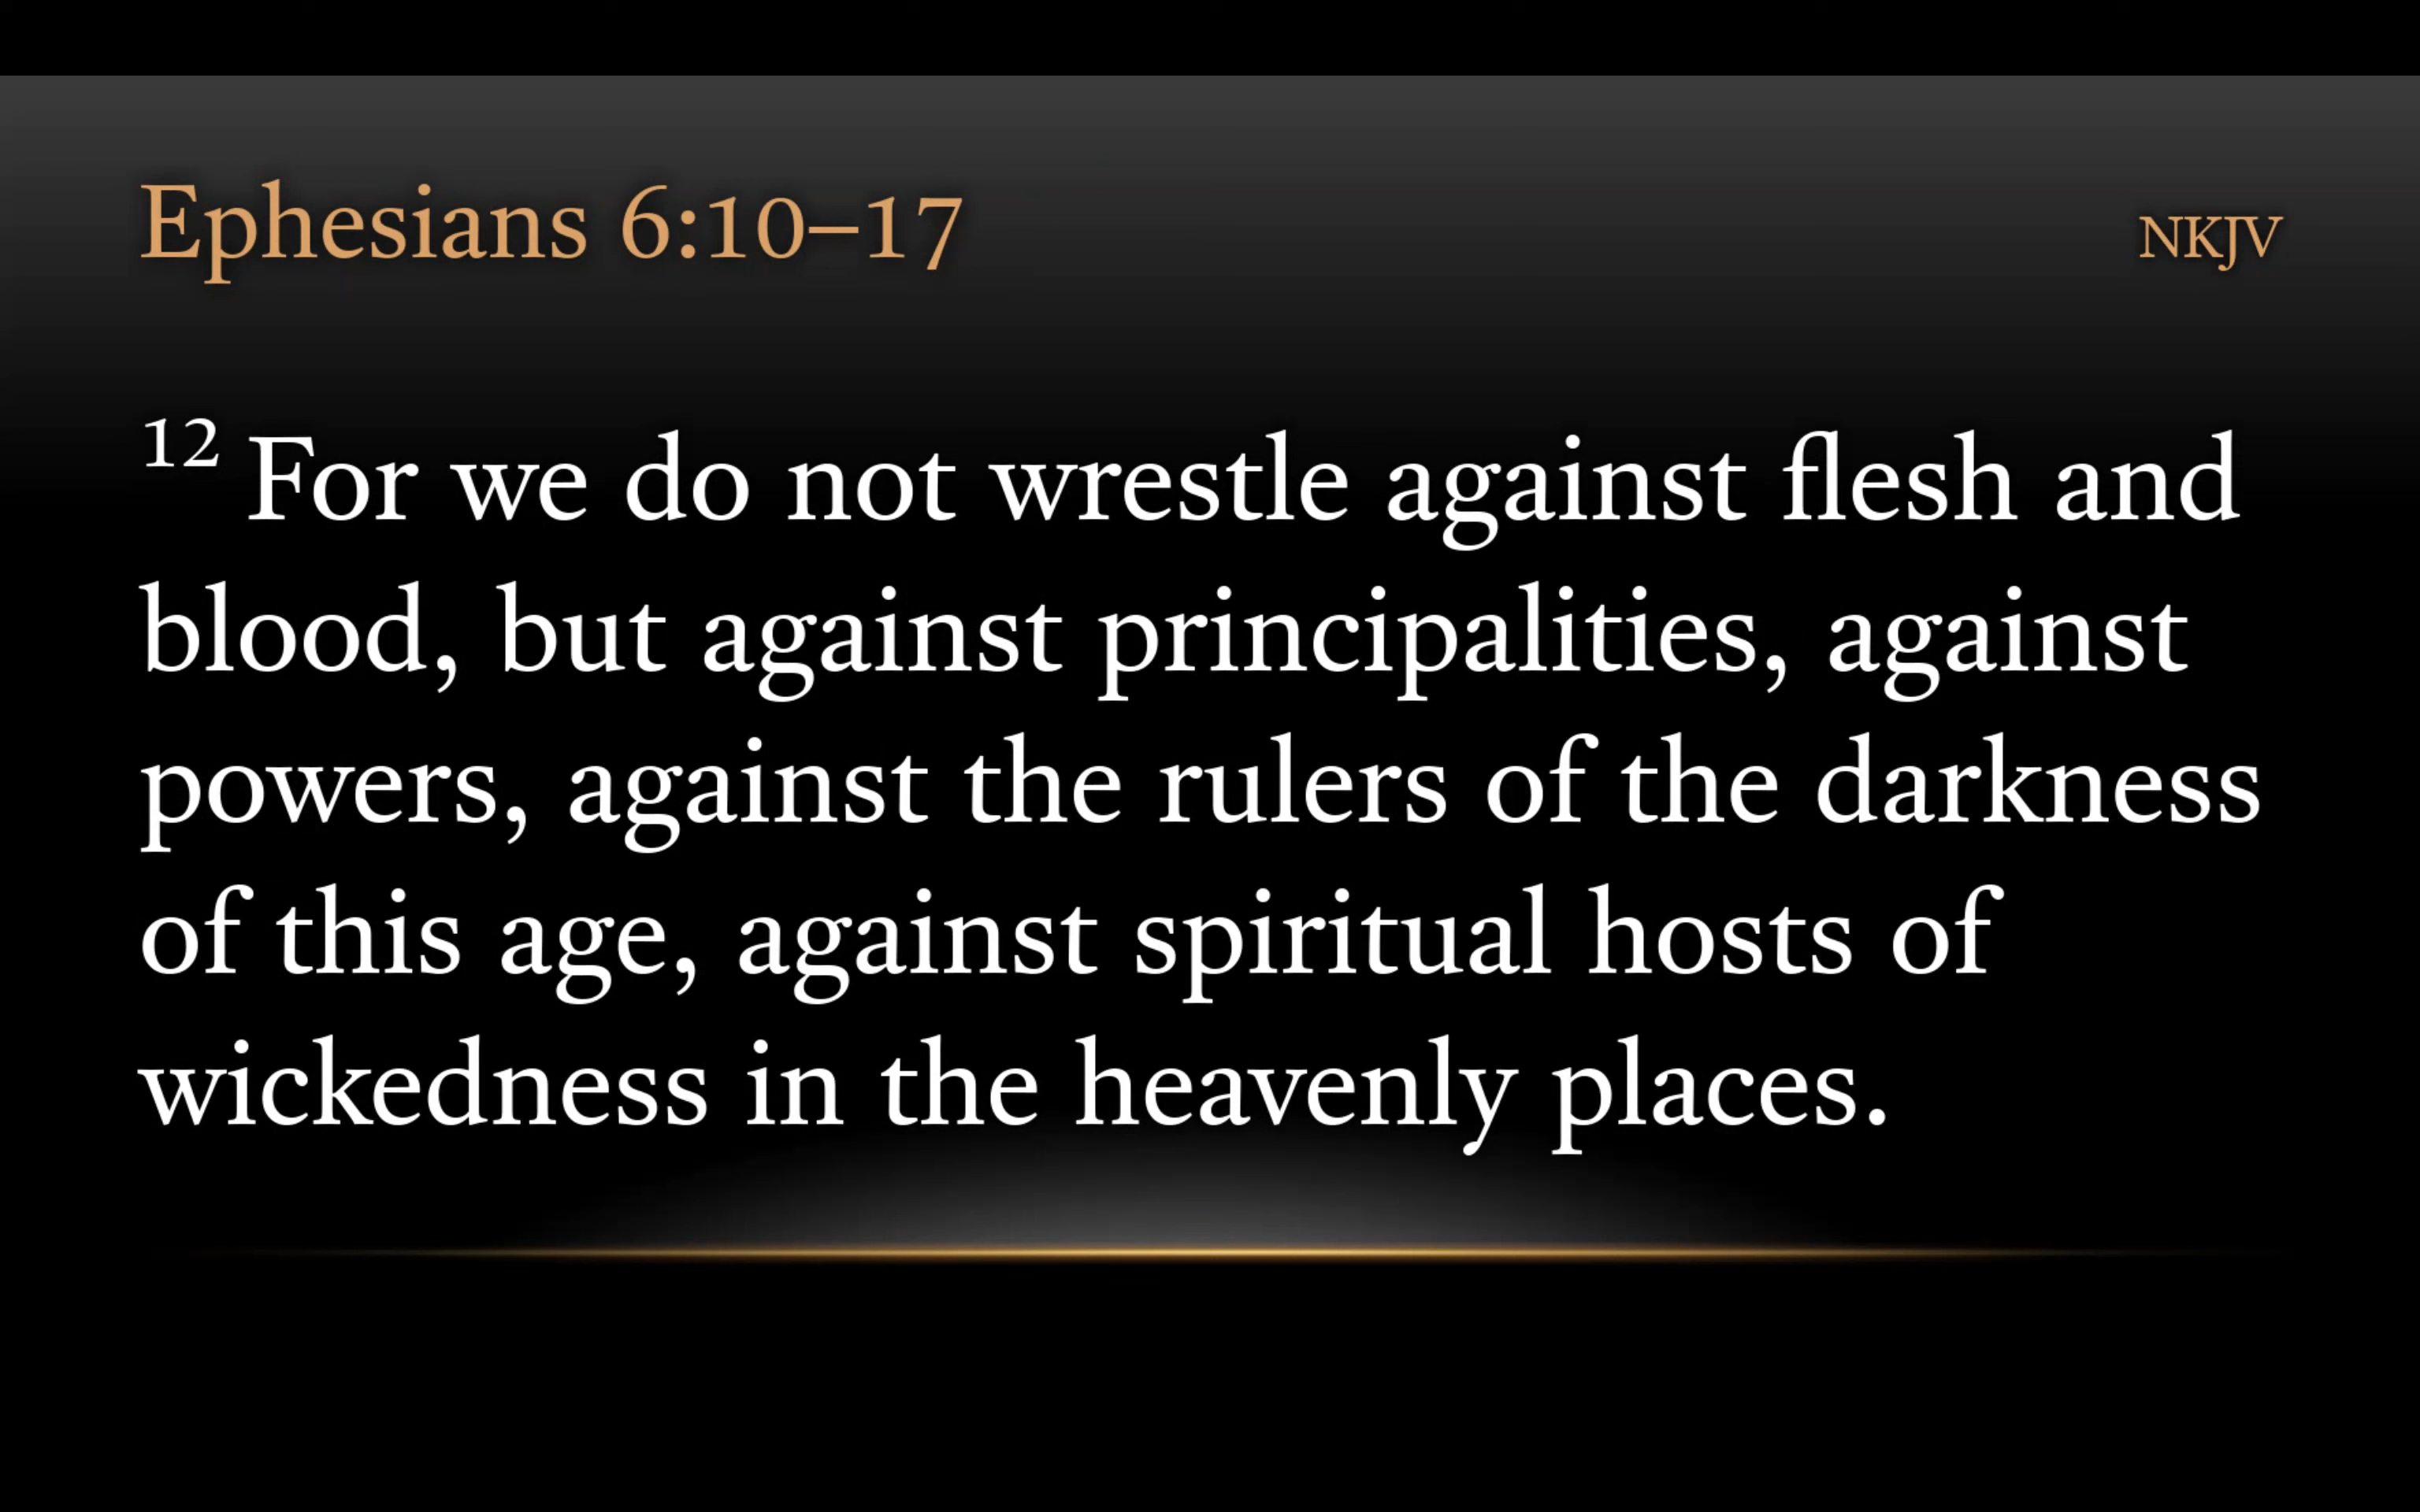 Ephesians 6:10–17
NKJV
12 For we do not wrestle against flesh and
blood, but against principalities, against
powers, against the rulers of the darkness
of this age, against spiritual hosts of
wickedness in the heavenly places.